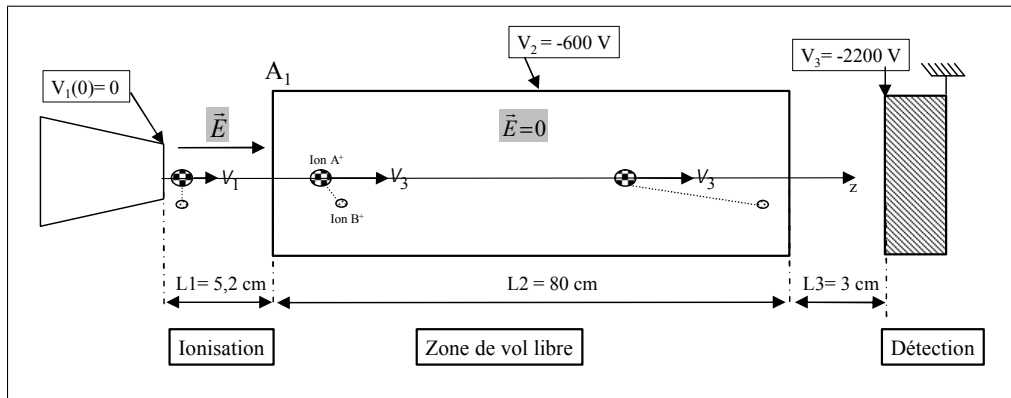 V₂ = -600 V
V₃= -2200 V
A₁
V₁(0)= 0
E⃗
E⃗=0
Ion A⁺
V₁
V₃
V₃
z
Ion B⁺
L1= 5,2 cm
L2 = 80 cm
L3= 3 cm
Ionisation
Zone de vol libre
Détection